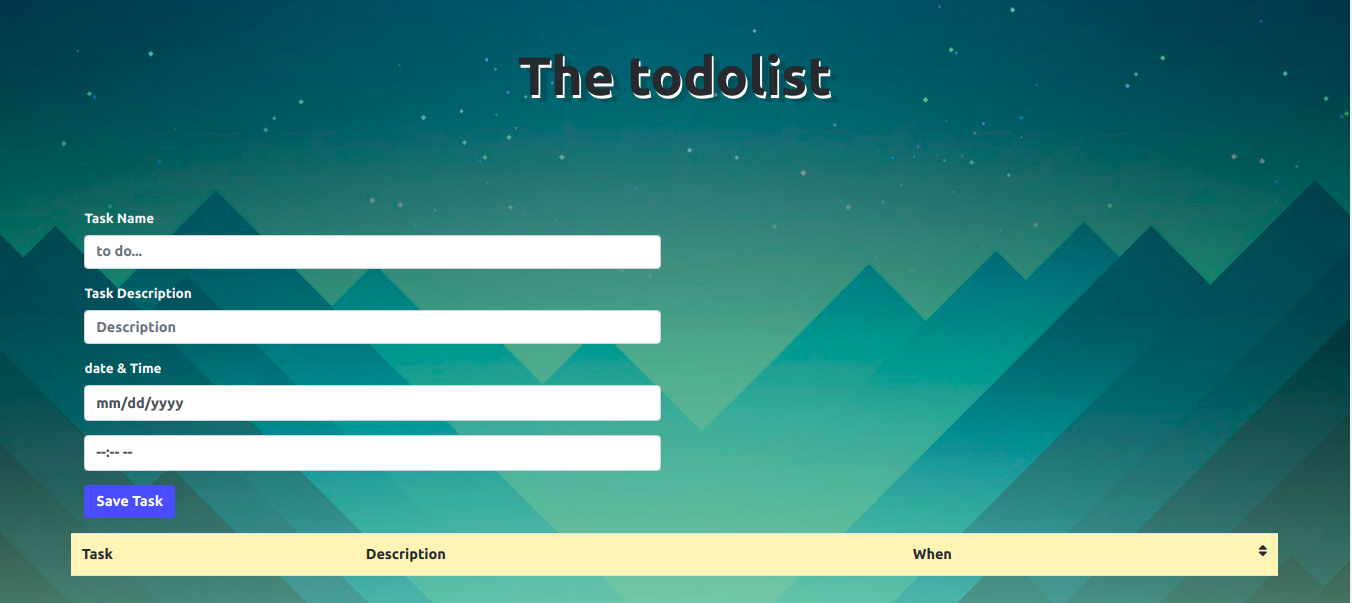 The todolist
Task Name
to do...
Task Description
Description
date & Time
mm/dd/yyyy
--:-- --
Save Task
Task Description When